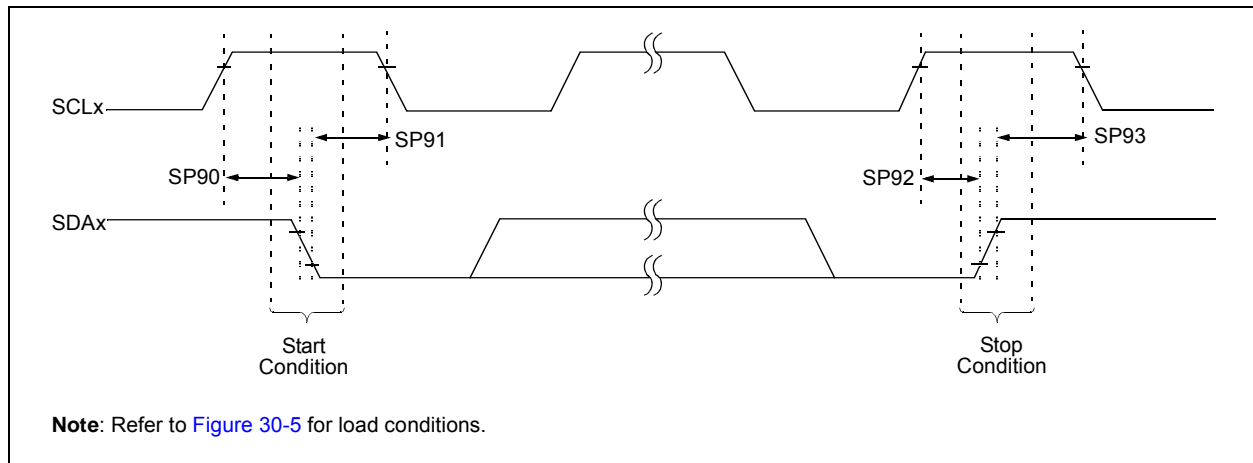 SCLx
SP91
SP93
SP90
SP92
SDAx
Start
Condition
Stop
Condition
Note: Refer to Figure 30-5 for load conditions.